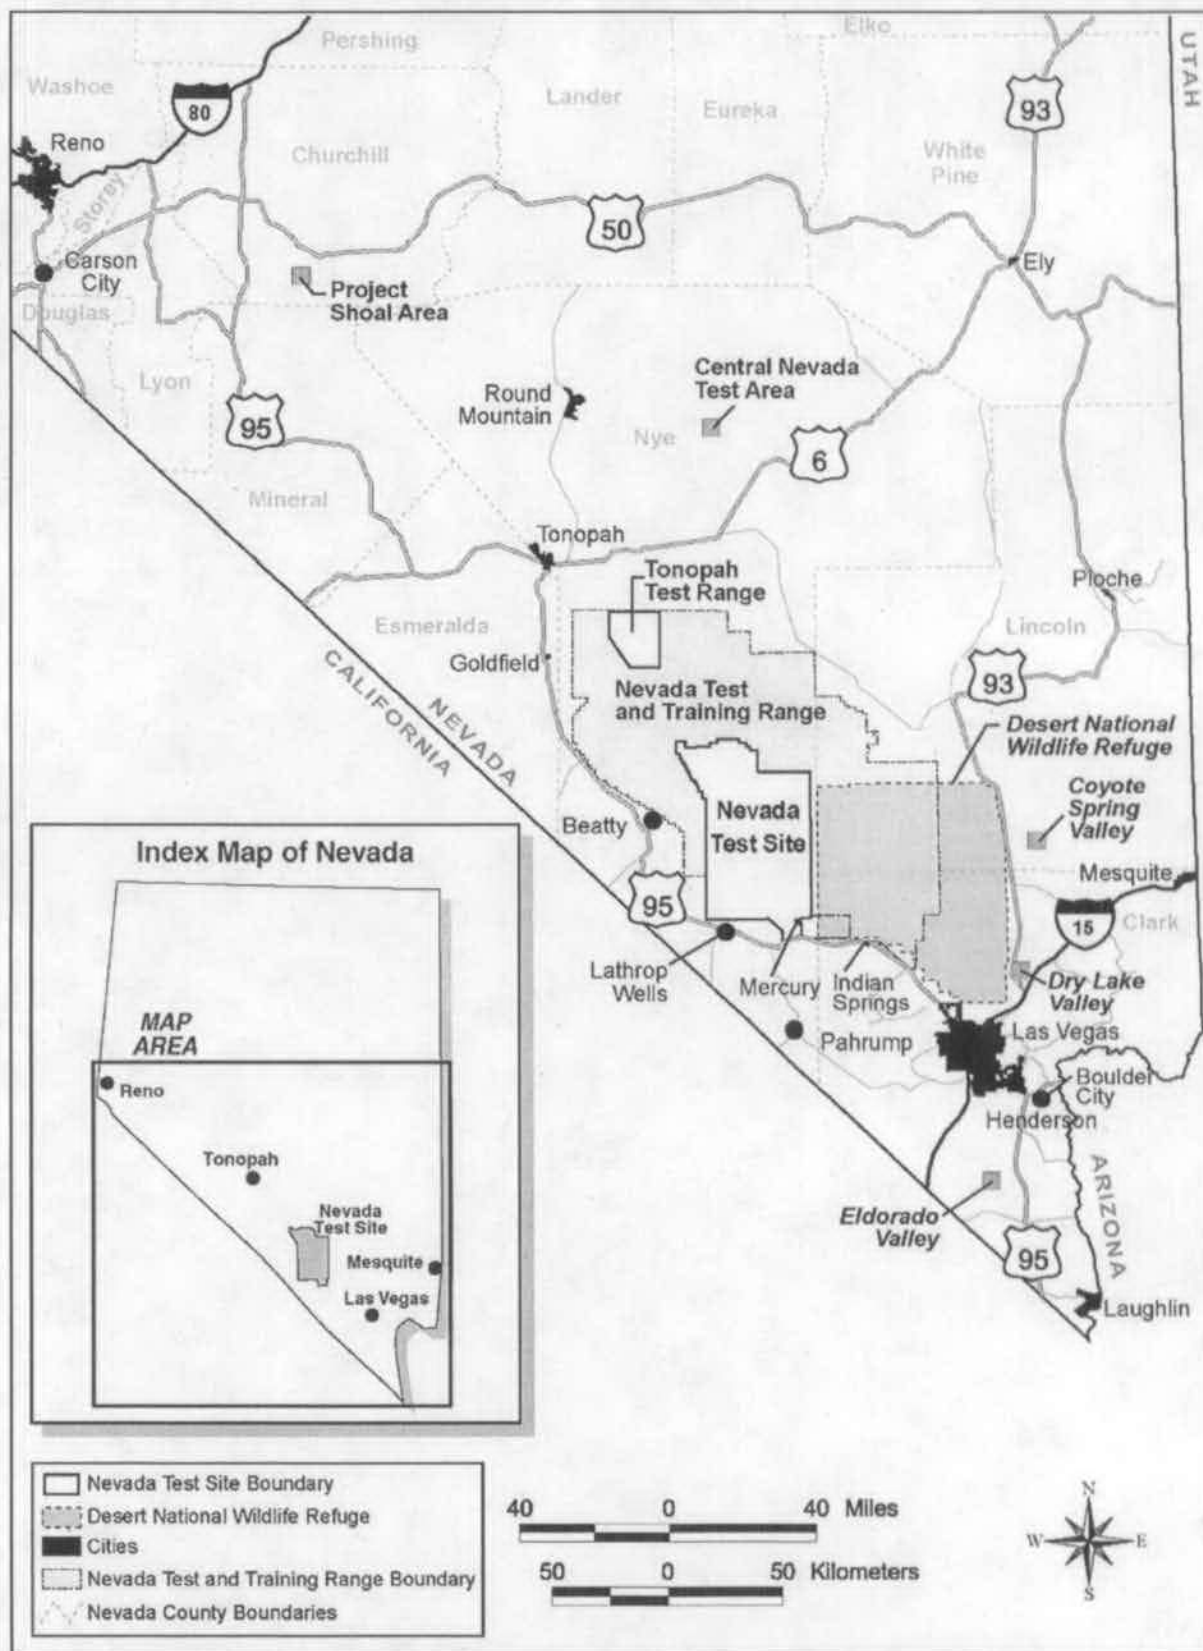 Pershing
Elko
UTAH
Washoe
80
Lander
Eureka
93
Reno
Churchill
White
Pine
Storey
50
Carson
City
Ely
Project
Shoal Area
Douglas
Central Nevada
Test Area
Lyon
Round
Mountain
95
Nye
6
Mineral
Tonopah
Tonopah
Test Range
Pioche
Esmeralda
Lincoln
Goldfield
CALIFORNIA
NEVADA
93
Nevada Test
and Training Range
Desert National
Wildlife Refuge
Coyote
Spring
Valley
Nevada
Test Site
Beatty
Mesquite
95
15
Clark
Lathrop
Wells
Mercury
Indian
Springs
Dry Lake
Valley
Pahrump
Las Vegas
Boulder
City
Henderson
ARIZONA
Eldorado
Valley
95
Laughlin
Index Map of Nevada
MAP
AREA
Reno
Tonopah
Nevada
Test Site
Mesquite
Las Vegas
Nevada Test Site Boundary
Desert National Wildlife Refuge
Cities
Nevada Test and Training Range Boundary
Nevada County Boundaries
40 0 40 Miles
50 0 50 Kilometers
N
W E
S